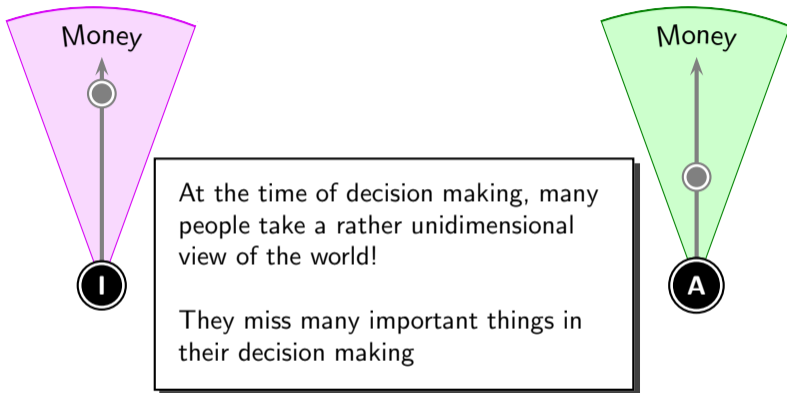 Money
Money
At the time of decision making, many
people take a rather unidimensional
view of the world!
They miss many important things in
their decision making
I
A